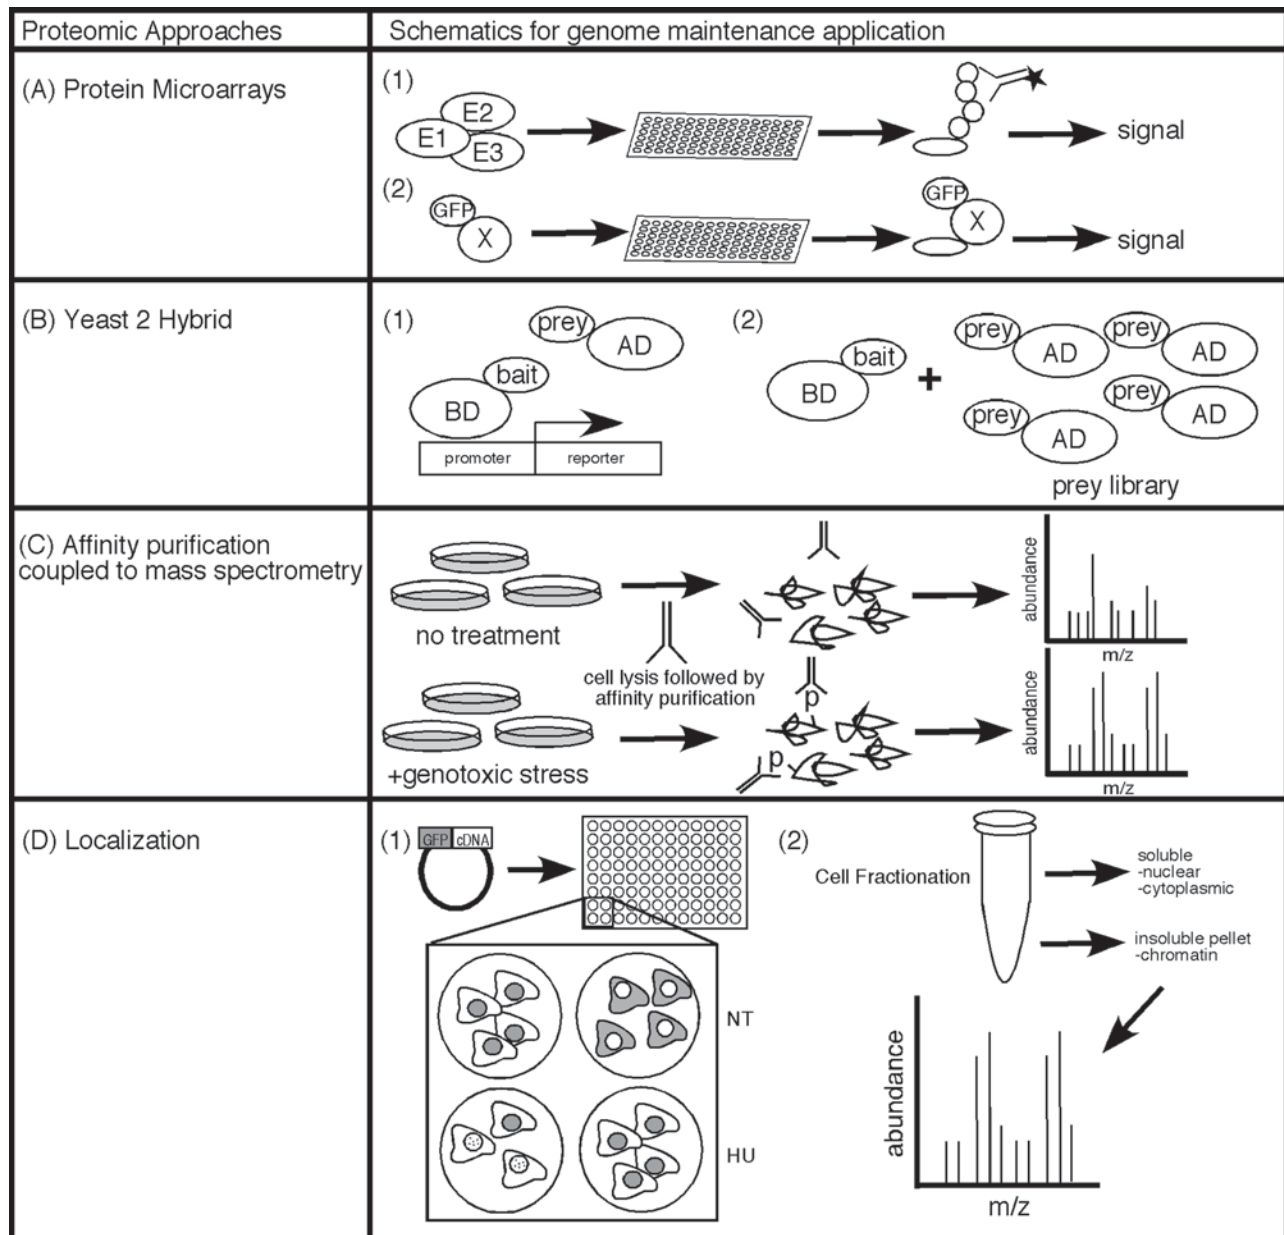 Proteomic Approaches
Schematics for genome maintenance application
(A) Protein Microarrays
(1)
E2
E1
E3
signal
(2)
GFP
X
GFP
X
signal
(B) Yeast 2 Hybrid
(1)
prey
AD
bait
BD
promoter
reporter
(2)
bait
BD
+
prey
AD
prey
AD
prey
AD
prey
AD
prey library
(C) Affinity purification
coupled to mass spectrometry
no treatment
cell lysis followed by
affinity purification
abundance
m/z
+genotoxic stress
p
p
abundance
m/z
(D) Localization
(1)
GFP cDNA
NT
HU
(2)
Cell Fractionation
soluble
-nuclear
-cytoplasmic
insoluble pellet
-chromatin
abundance
m/z